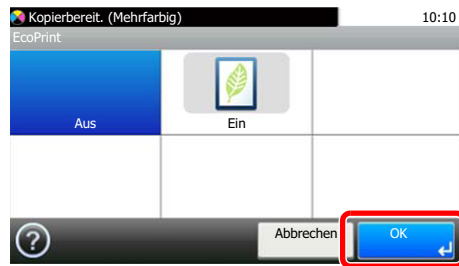 Kopierbereit. (Mehrfarbig) 10:10
EcoPrint
Aus Ein
? Abbrechen OK